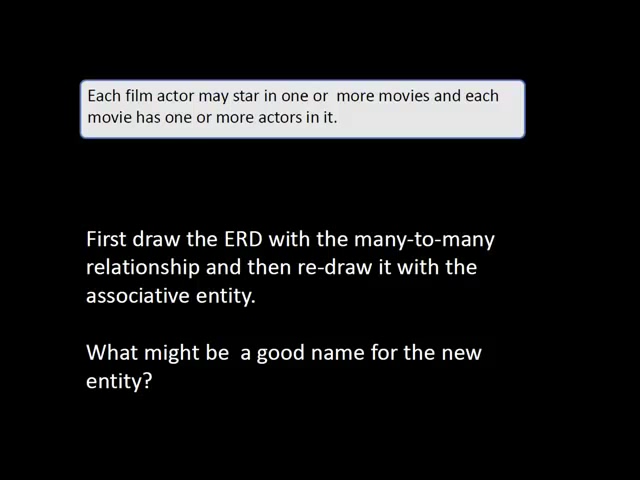 Each film actor may star in one or  more movies and each
movie has one or more actors in it.
First draw the ERD with the many-to-many
relationship and then re-draw it with the
associative entity.
What might be  a good name for the new
entity?